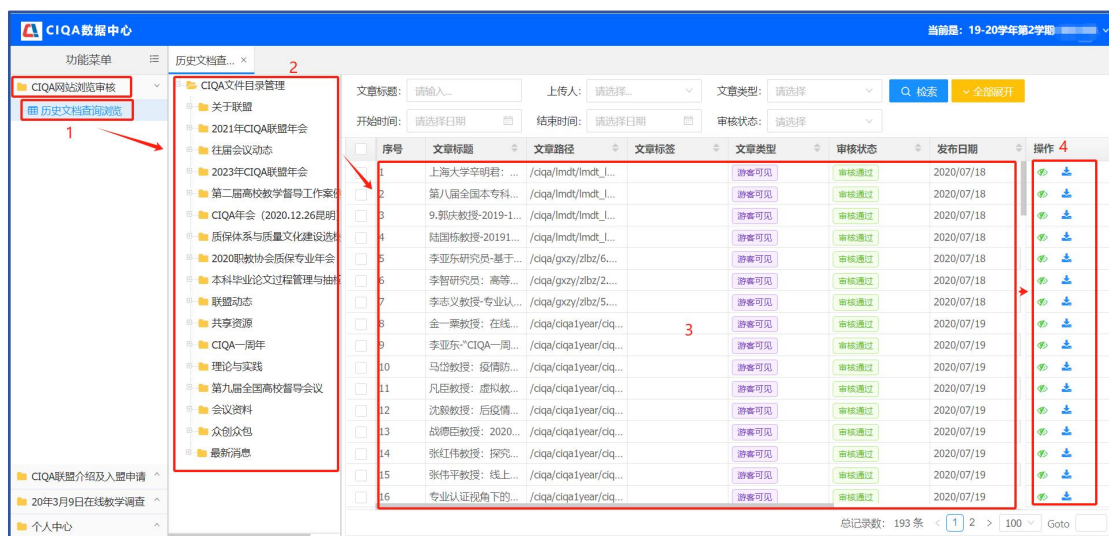 CIQA数据中心
当前是：19-20学年第2学期
功能菜单
历史文档查... ×
2
CIQA网站浏览审核
历史文档查询浏览
1
CIQA文件目录管理
关于联盟
2021年CIQA联盟年会
往届会议动态
2023年CIQA联盟年会
第二届高校教学督导工作案例
CIQA年会（2020.12.26昆明
质保体系与质量文化建设选树
2020职教协会质保专业年会
本科毕业论文过程管理与抽检
联盟动态
共享资源
CIQA一周年
理论与实践
第九届全国高校督导会议
会议资料
众创众包
最新消息
文章标题： 请输入... 上传人： 请选择... 文章类型： 请选择 检索 全部展开
开始时间： 请选择日期 结束时间： 请选择日期 审核状态： 请选择
序号 文章标题 文章路径 文章标签 文章类型 审核状态 发布日期 操作 4
1 上海大学辛明君：... /ciqa/lmdt/lmdt_l... 游客可见 审核通过 2020/07/18
2 第八届全国本专科... /ciqa/lmdt/lmdt_l... 游客可见 审核通过 2020/07/18
3 9.郭庆教授-2019-1... /ciqa/lmdt/lmdt_l... 游客可见 审核通过 2020/07/18
4 陆国栋教授-20191... /ciqa/lmdt/lmdt_l... 游客可见 审核通过 2020/07/18
5 李亚东研究员-基于... /ciqa/gxzy/zlbz/6.... 游客可见 审核通过 2020/07/18
6 李智研究员：高等... /ciqa/gxzy/zlbz/2.... 游客可见 审核通过 2020/07/18
7 李志义教授-专业认... /ciqa/gxzy/zlbz/5.... 游客可见 审核通过 2020/07/18
8 金一粟教授：在线... /ciqa/ciqa1year/ciq... 游客可见 审核通过 2020/07/19
3
9 李亚东-"CIQA一周... /ciqa/ciqa1year/ciq... 游客可见 审核通过 2020/07/19
10 马岱教授：疫情防... /ciqa/ciqa1year/ciq... 游客可见 审核通过 2020/07/19
11 凡臣教授：虚拟教... /ciqa/ciqa1year/ciq... 游客可见 审核通过 2020/07/19
12 沈毅教授：后疫情... /ciqa/ciqa1year/ciq... 游客可见 审核通过 2020/07/19
13 战德臣教授：2020... /ciqa/ciqa1year/ciq... 游客可见 审核通过 2020/07/19
14 张红伟教授：探究... /ciqa/ciqa1year/ciq... 游客可见 审核通过 2020/07/19
15 张伟平教授：线上... /ciqa/ciqa1year/ciq... 游客可见 审核通过 2020/07/19
16 专业认证视角下的... /ciqa/ciqa1year/ciq... 游客可见 审核通过 2020/07/19
CIQA联盟介绍及入盟申请
20年3月9日在线教学调查
个人中心
总记录数： 193 条 < 1 2 > 100 Goto